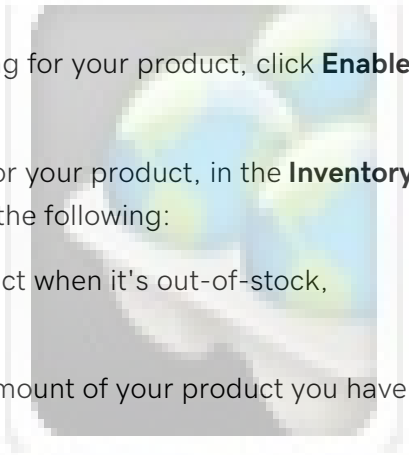 g for your product, click Enable
or your product, in the Inventory
the following:
ct when it's out-of-stock,
mount of your product you have